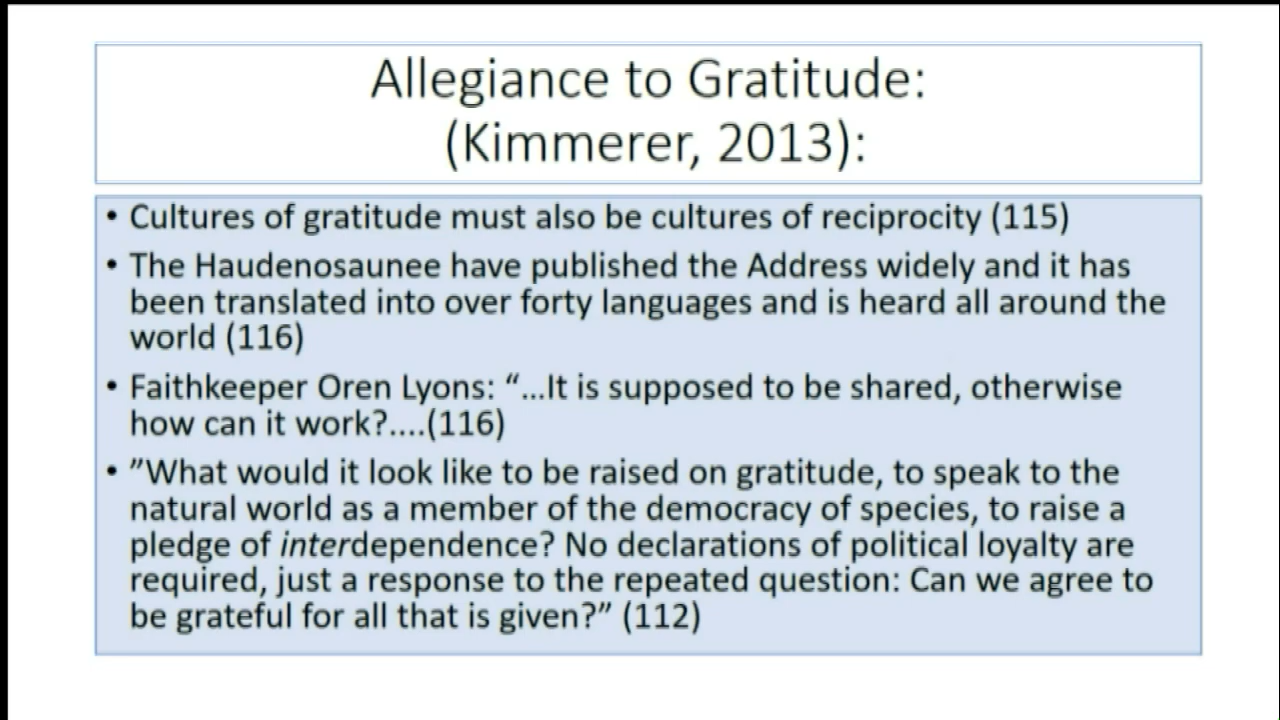 Allegiance to Gratitude:
(Kimmerer, 2013):
• Cultures of gratitude must also be cultures of reciprocity (115)
• The Haudenosaunee have published the Address widely and it has
been translated into over forty languages and is heard all around the
world (116)
• Faithkeeper Oren Lyons: “…It is supposed to be shared, otherwise
how can it work?....(116)
• ”What would it look like to be raised on gratitude, to speak to the
natural world as a member of the democracy of species, to raise a
pledge of interdependence? No declarations of political loyalty are
required, just a response to the repeated question: Can we agree to
be grateful for all that is given?” (112)